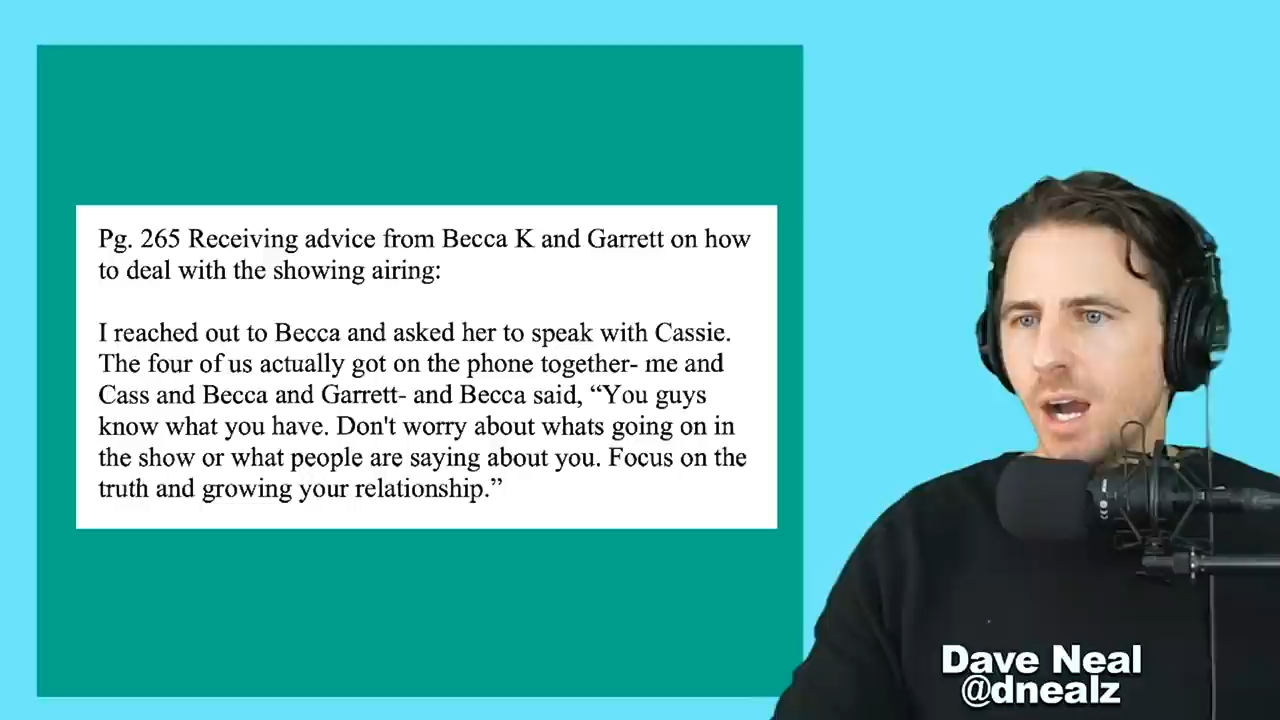 Pg. 265 Receiving advice from Becca K and Garrett on how
to deal with the showing airing:
I reached out to Becca and asked her to speak with Cassie.
The four of us actually got on the phone together- me and
Cass and Becca and Garrett- and Becca said, “You guys
know what you have. Don't worry about whats going on in
the show or what people are saying about you. Focus on the
truth and growing your relationship.”
Dave Neal
@dnealz